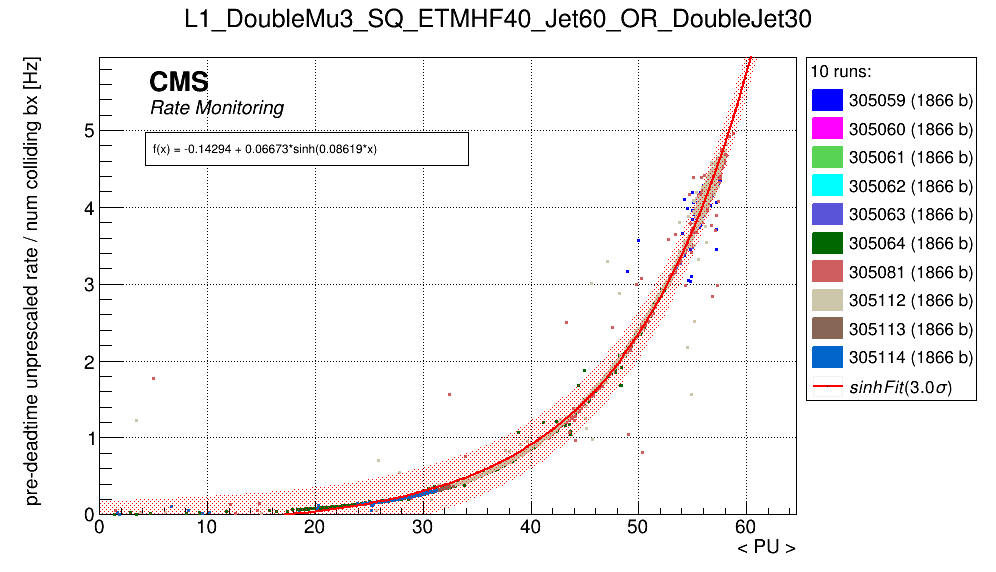 L1_DoubleMu3_SQ_ETMHF40_Jet60_OR_DoubleJet30
pre-deadtime unprescaled rate / num colliding bx [Hz]
CMS
Rate Monitoring
f(x) = -0.14294 + 0.06673*sinh(0.08619*x)
5
4
3
2
1
0
0 10 20 30 40 50 60
< PU >
10 runs:
305059 (1866 b)
305060 (1866 b)
305061 (1866 b)
305062 (1866 b)
305063 (1866 b)
305064 (1866 b)
305081 (1866 b)
305112 (1866 b)
305113 (1866 b)
305114 (1866 b)
sinhFit(3.0σ)